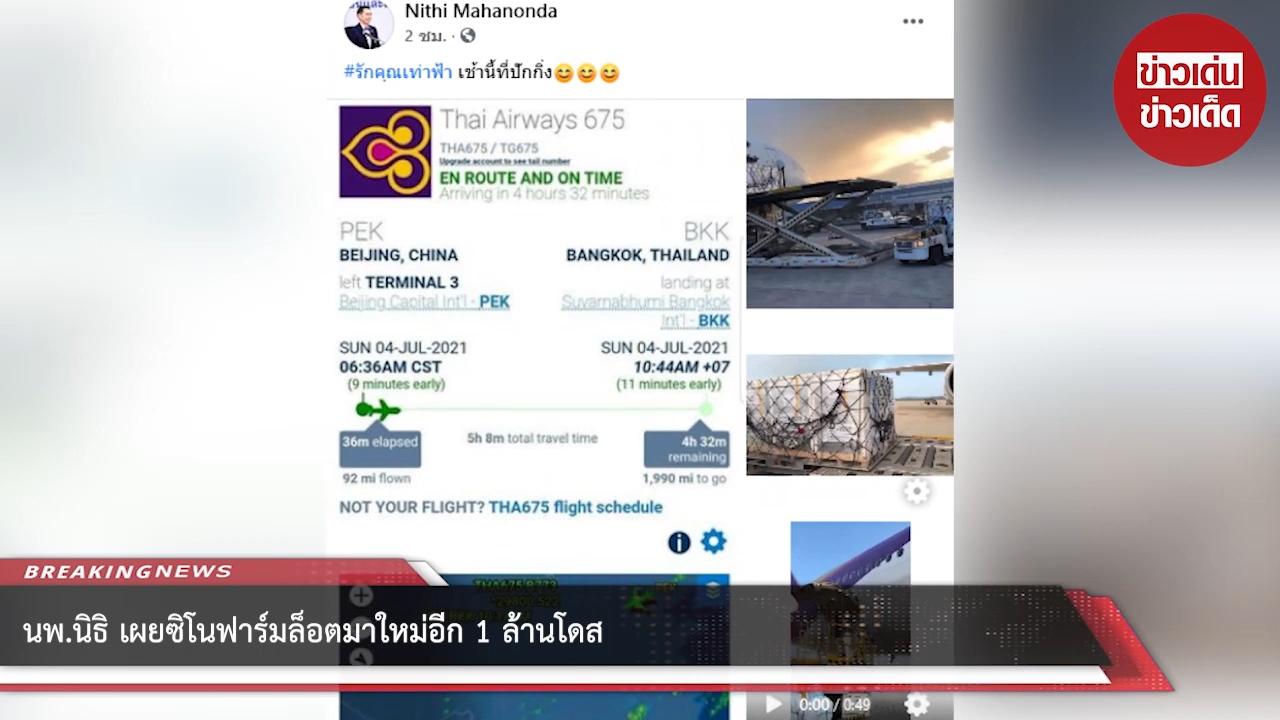 Nithi Mahanonda
2 ชม. ·
#รักคุณเท่าฟ้า เช้านี้ที่ปักกิ่ง😊😊😊
ข่าวเด่น
ข่าวเด็ด
Thai Airways 675
THA675 / TG675
Upgrade account to see tail number
EN ROUTE AND ON TIME
Arriving in 4 hours 32 minutes
PEK BKK
BEIJING, CHINA BANGKOK, THAILAND
left TERMINAL 3 landing at
Beijing Capital Int'l - PEK Suvarnabhumi Bangkok
Int'l - BKK
SUN 04-JUL-2021 SUN 04-JUL-2021
06:36AM CST 10:44AM +07
(9 minutes early) (11 minutes early)
36m elapsed 5h 8m total travel time 4h 32m
remaining
92 mi flown 1,990 mi to go
NOT YOUR FLIGHT? THA675 flight schedule
THA675 B773
PEK
BREAKINGNEWS
นพ.นิธิ เผยซิโนฟาร์มล็อตมาใหม่อีก 1 ล้านโดส
0:00 / 0:49